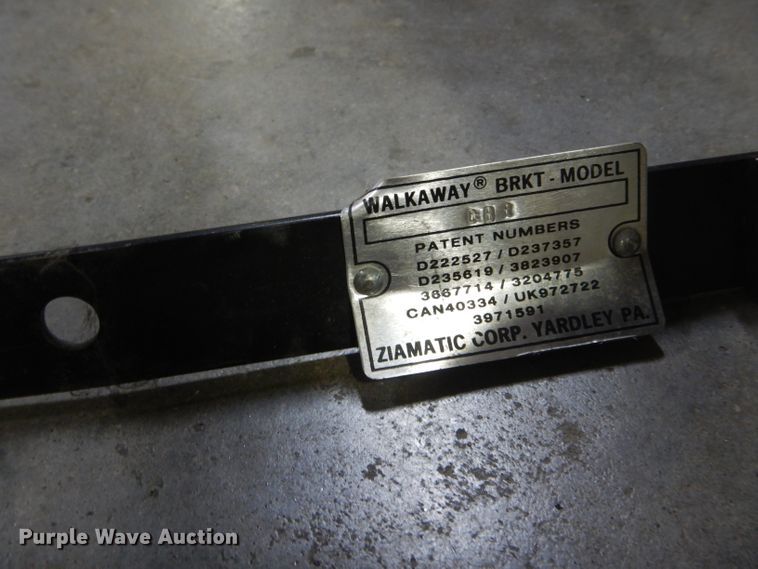 WALKAWAY® BRKT - MODEL
PATENT NUMBERS
D222527 / D237357
D235619 / 3823907
3667714 / 3204775
CAN40334 / UK972722
3971591
ZIAMATIC CORP. YARDLEY PA.
Purple Wave Auction